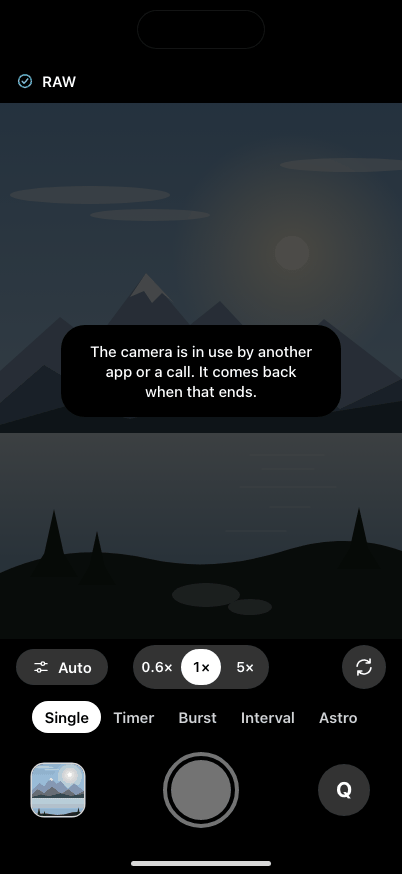 RAW
The camera is in use by another
app or a call. It comes back
when that ends.
Auto
0.6×
1×
5×
Single
Timer
Burst
Interval
Astro
Q